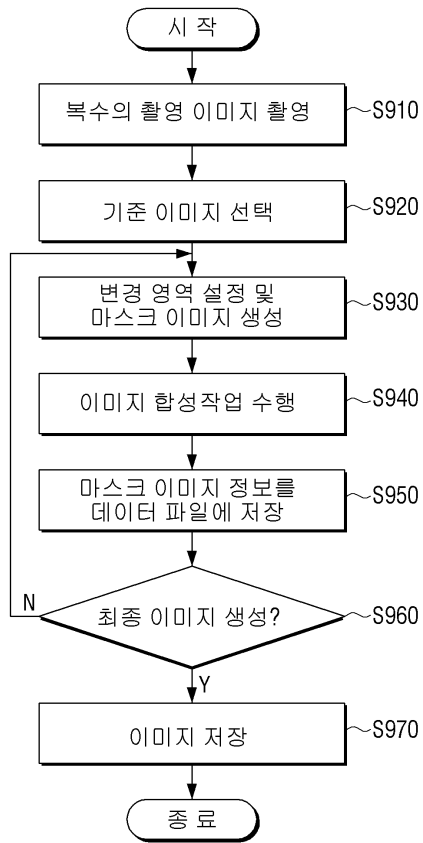 시 작
복수의 촬영 이미지 촬영
S910
기준 이미지 선택
S920
변경 영역 설정 및
마스크 이미지 생성
S930
이미지 합성작업 수행
S940
마스크 이미지 정보를
데이터 파일에 저장
S950
N
최종 이미지 생성?
S960
Y
이미지 저장
S970
종 료